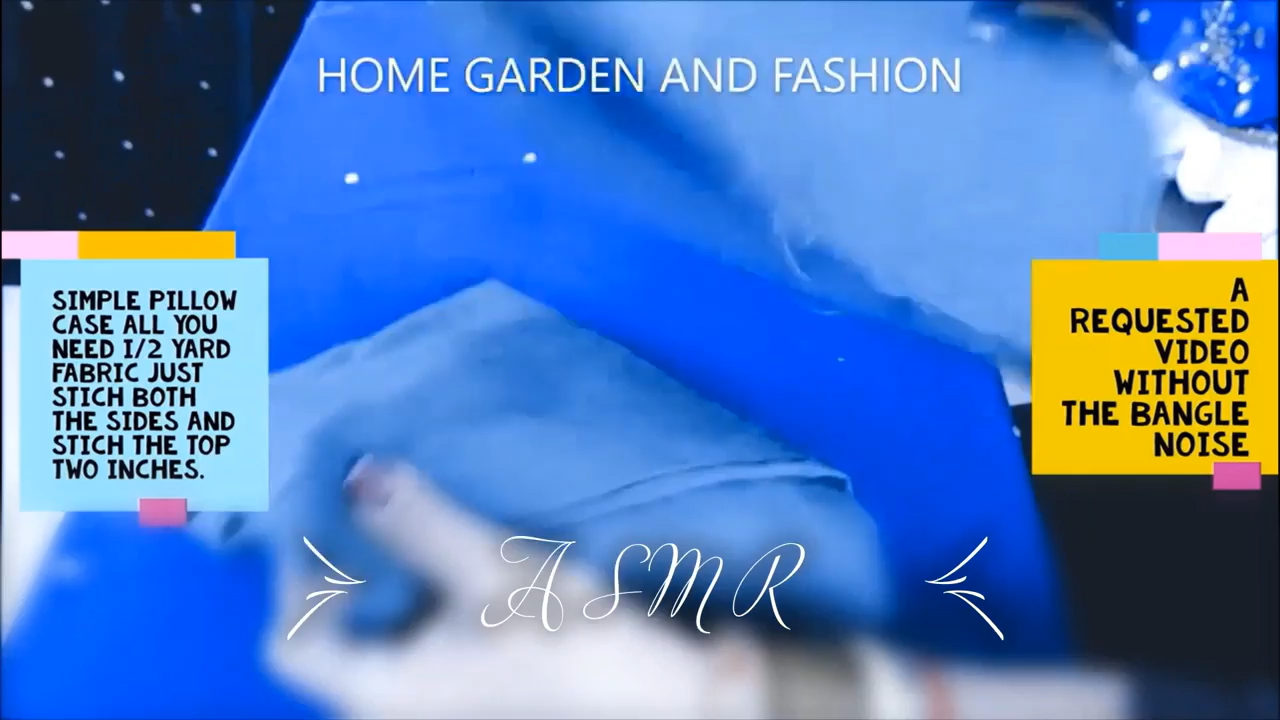 HOME GARDEN AND FASHION
SIMPLE PILLOW
CASE ALL YOU
NEED 1/2 YARD
FABRIC JUST
STICH BOTH
THE SIDES AND
STICH THE TOP
TWO INCHES.
A
REQUESTED
VIDEO
WITHOUT
THE BANGLE
NOISE
ASMR